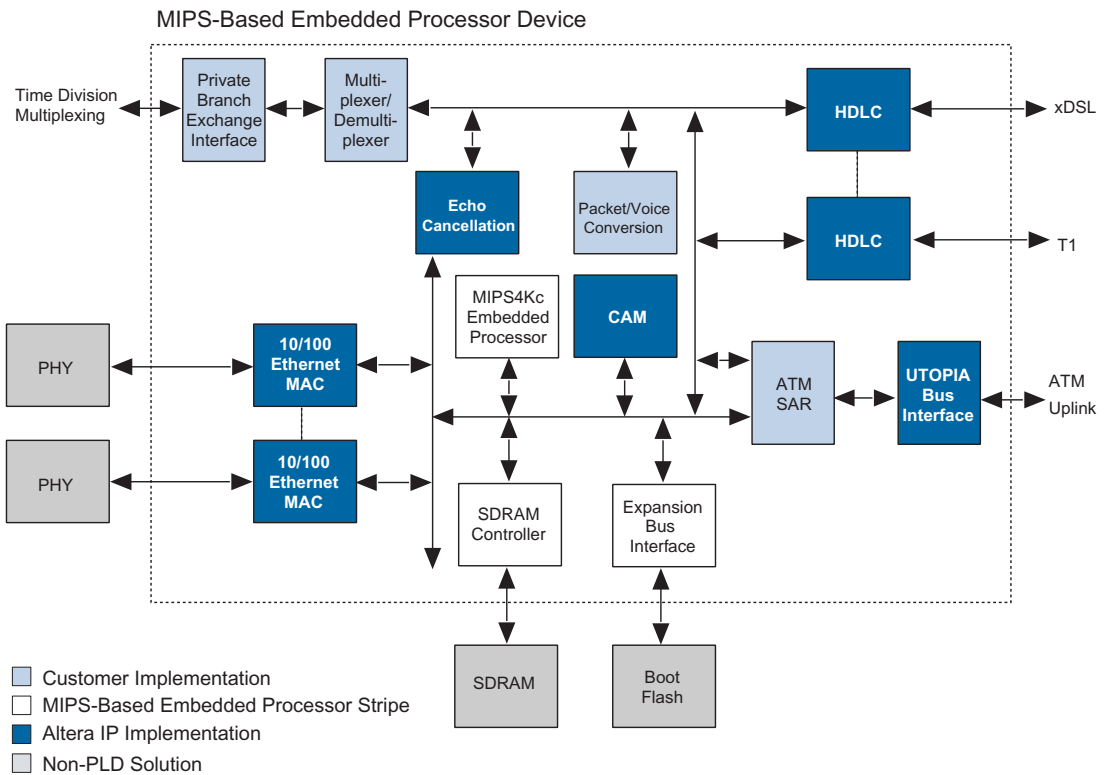 MIPS-Based Embedded Processor Device
Time Division
Multiplexing
Private
Branch
Exchange
Interface
Multi-
plexer/
Demulti-
plexer
HDLC
xDSL
Echo
Cancellation
Packet/Voice
Conversion
HDLC
T1
MIPS4Kc
Embedded
Processor
CAM
PHY
10/100
Ethernet
MAC
ATM
SAR
UTOPIA
Bus
Interface
ATM
Uplink
PHY
10/100
Ethernet
MAC
SDRAM
Controller
Expansion
Bus
Interface
SDRAM
Boot
Flash
Customer Implementation
MIPS-Based Embedded Processor Stripe
Altera IP Implementation
Non-PLD Solution